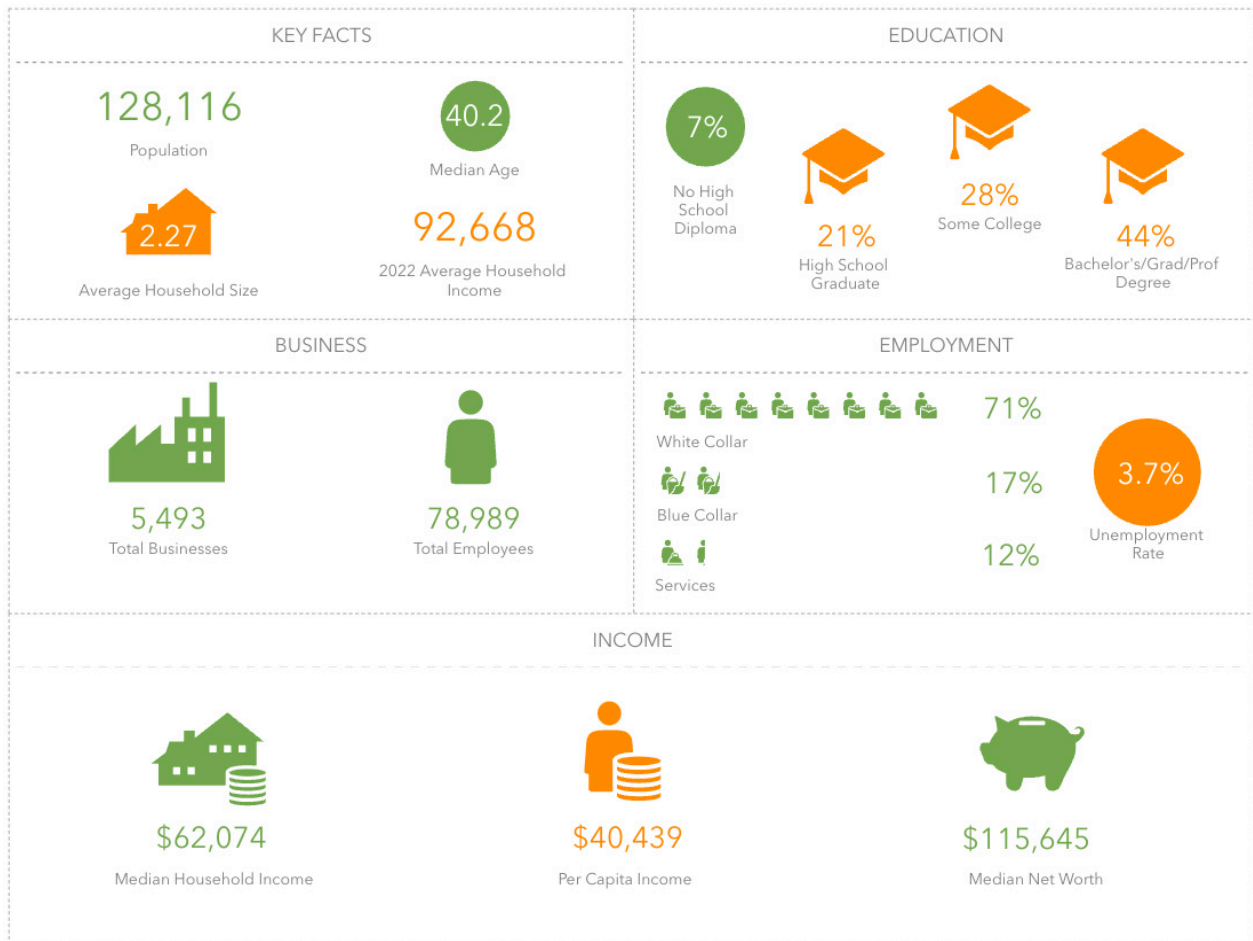 KEY FACTS
128,116
Population
40.2
Median Age
2.27
Average Household Size
92,668
2022 Average Household
Income
EDUCATION
7%
No High
School
Diploma
21%
High School
Graduate
28%
Some College
44%
Bachelor's/Grad/Prof
Degree
BUSINESS
5,493
Total Businesses
78,989
Total Employees
EMPLOYMENT
71%
White Collar
17%
Blue Collar
12%
Services
3.7%
Unemployment
Rate
INCOME
$62,074
Median Household Income
$40,439
Per Capita Income
$115,645
Median Net Worth